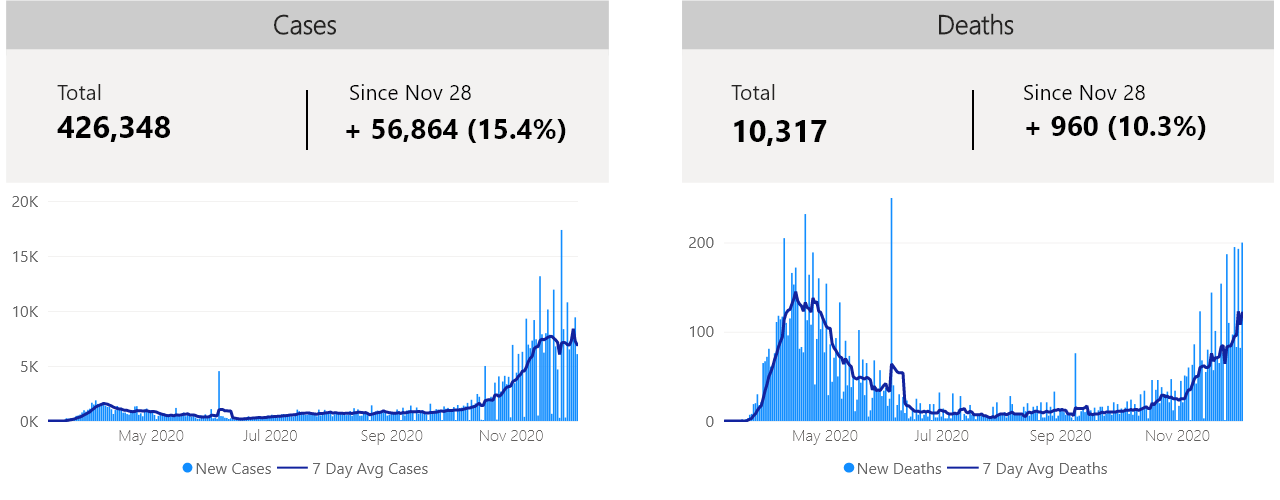 Cases
Total
426,348
Since Nov 28
+ 56,864 (15.4%)
20K
15K
10K
5K
0K
May 2020 Jul 2020 Sep 2020 Nov 2020
New Cases 7 Day Avg Cases
Deaths
Total
10,317
Since Nov 28
+ 960 (10.3%)
200
100
0
May 2020 Jul 2020 Sep 2020 Nov 2020
New Deaths 7 Day Avg Deaths